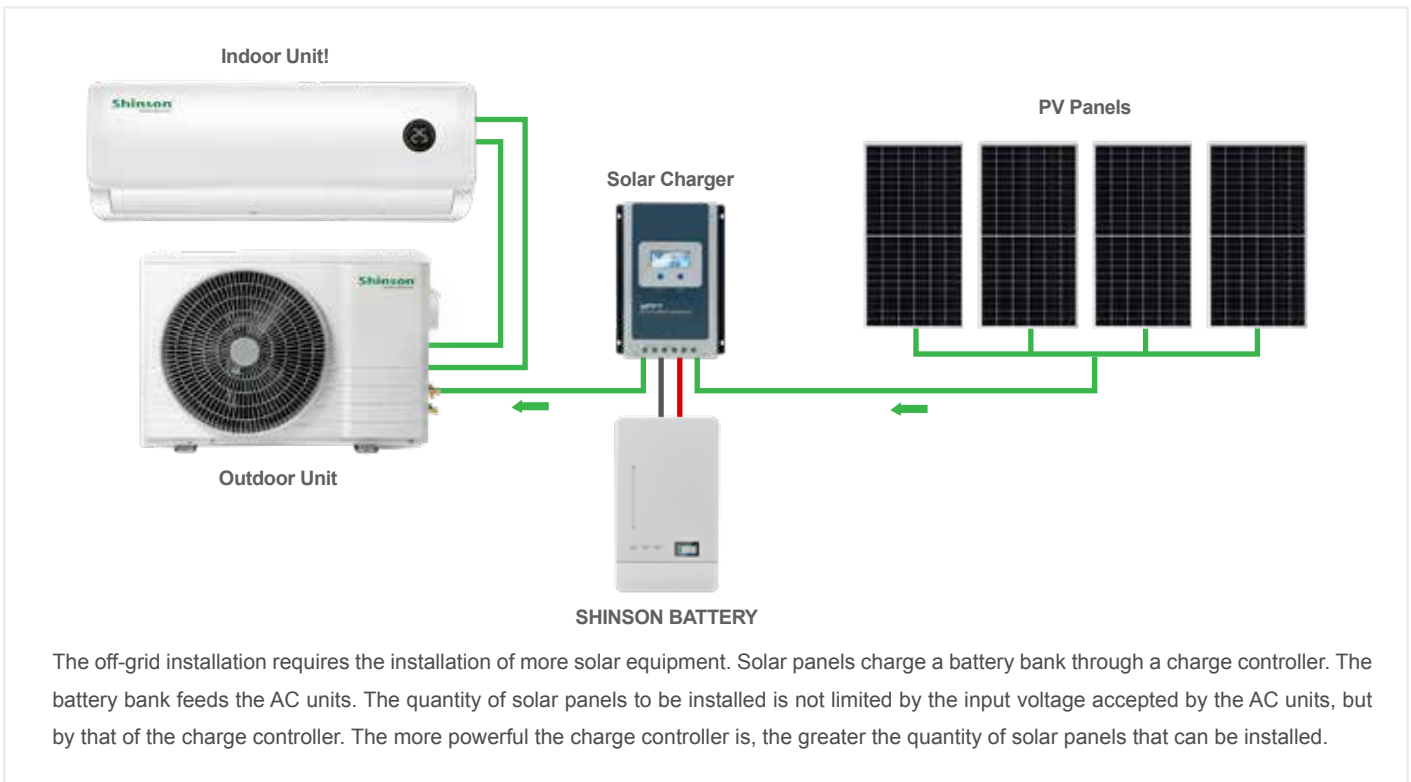 Indoor Unit!
Shinson
PV Panels
Solar Charger
Shinson
MPPT
Outdoor Unit
SHINSON BATTERY
The off-grid installation requires the installation of more solar equipment. Solar panels charge a battery bank through a charge controller. The
battery bank feeds the AC units. The quantity of solar panels to be installed is not limited by the input voltage accepted by the AC units, but
by that of the charge controller. The more powerful the charge controller is, the greater the quantity of solar panels that can be installed.